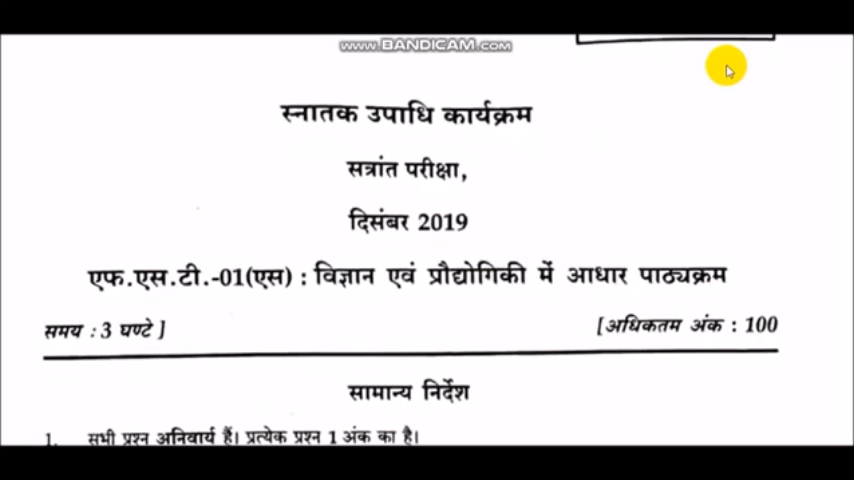 www.BANDICAM.com
स्नातक उपाधि कार्यक्रम
सत्रांत परीक्षा,
दिसंबर 2019
एफ.एस.टी.-01(एस) : विज्ञान एवं प्रौद्योगिकी में आधार पाठ्यक्रम
समय : 3 घण्टे ] [अधिकतम अंक : 100
सामान्य निर्देश
1. सभी प्रश्न अनिवार्य हैं। प्रत्येक प्रश्न 1 अंक का है।